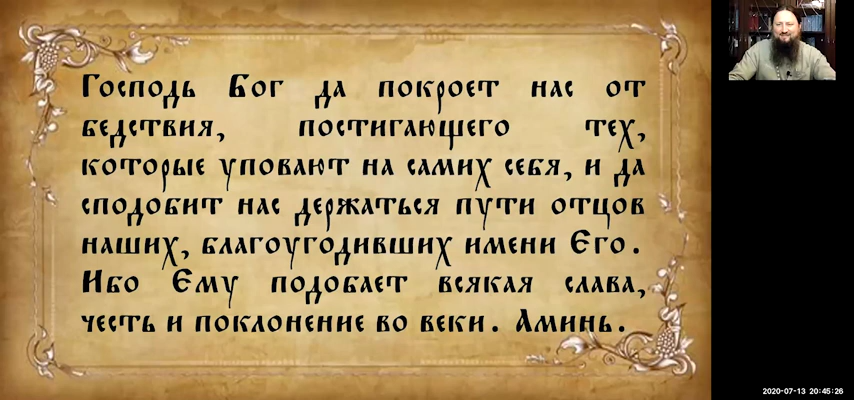 Господь Бог да покроет нас от
бедствия, постигающего тех,
которые уповают на самих себя, и да
сподобит нас держаться пути отцов
наших, благоугодивших имени Его.
Ибо Ему подобает всякая слава,
честь и поклонение во веки. Аминь.
2020-07-13 20:45:26